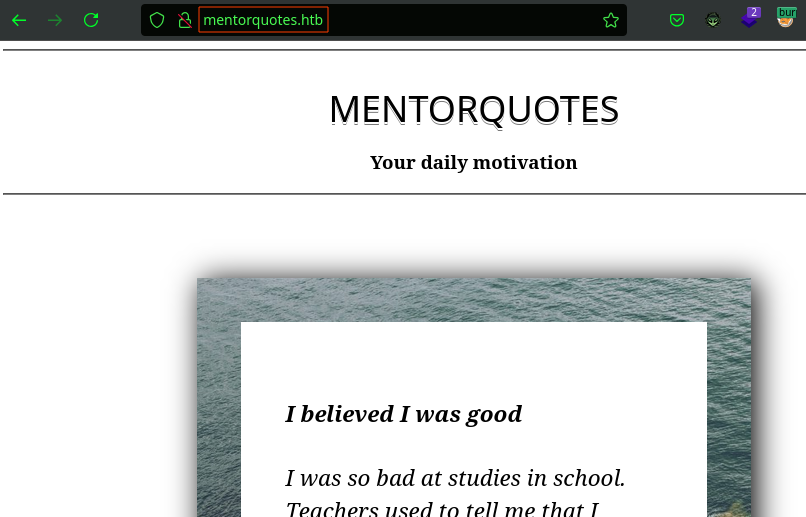 mentorquotes.htb
2
bur
MENTORQUOTES
Your daily motivation
I believed I was good
I was so bad at studies in school.
Teachers used to tell me that I